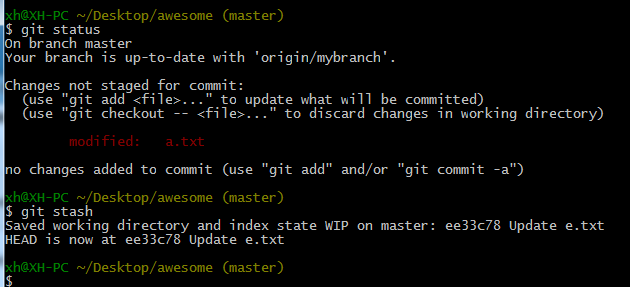 xh@XH-PC ~/Desktop/awesome (master)
$ git status
On branch master
Your branch is up-to-date with 'origin/mybranch'.
Changes not staged for commit:
  (use "git add <file>..." to update what will be committed)
  (use "git checkout -- <file>..." to discard changes in working directory)
        modified:   a.txt
no changes added to commit (use "git add" and/or "git commit -a")
xh@XH-PC ~/Desktop/awesome (master)
$ git stash
Saved working directory and index state WIP on master: ee33c78 Update e.txt
HEAD is now at ee33c78 Update e.txt
xh@XH-PC ~/Desktop/awesome (master)
$